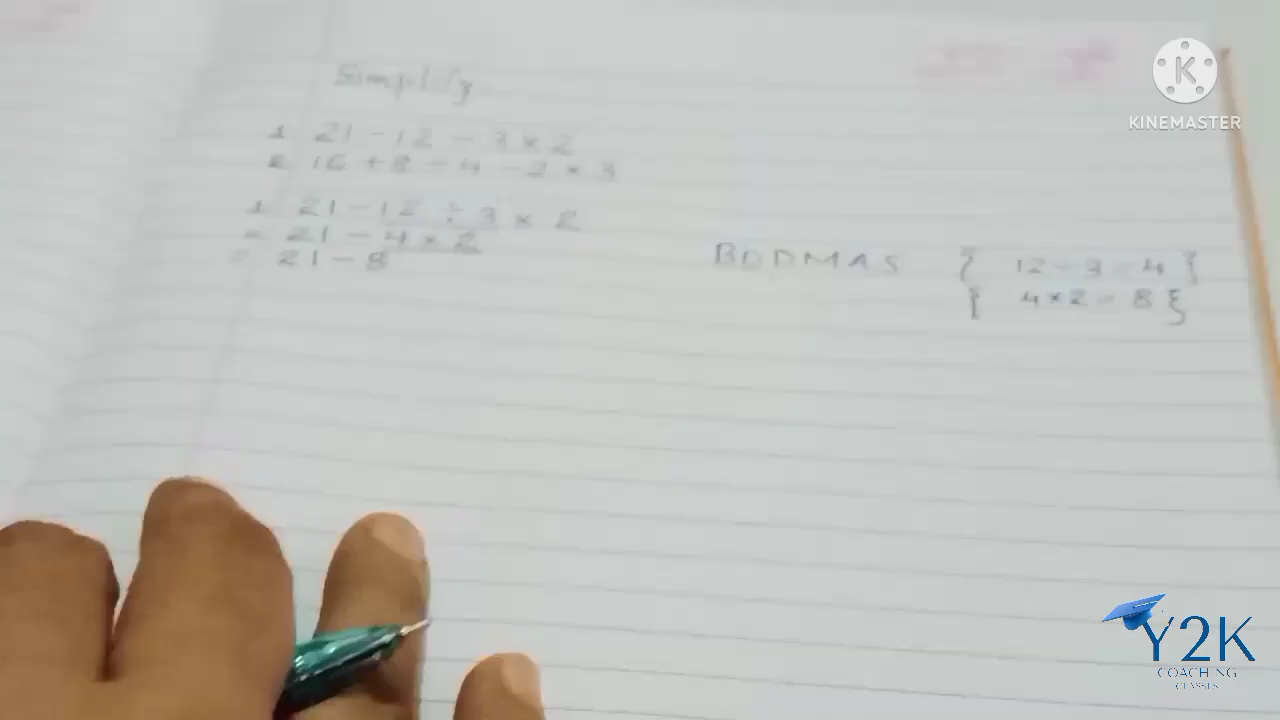 Simplify
1. 21 - 12 ÷ 3 × 2
2. 16 + 8 ÷ 4 - 2 × 3
1. 21 - 12 ÷ 3 × 2
= 21 - 4 × 2
= 21 - 8
BODMAS { 12 ÷ 3 = 4 }
{ 4 × 2 = 8 }
K
KINEMASTER
Y2K
COACHING
CLASSES